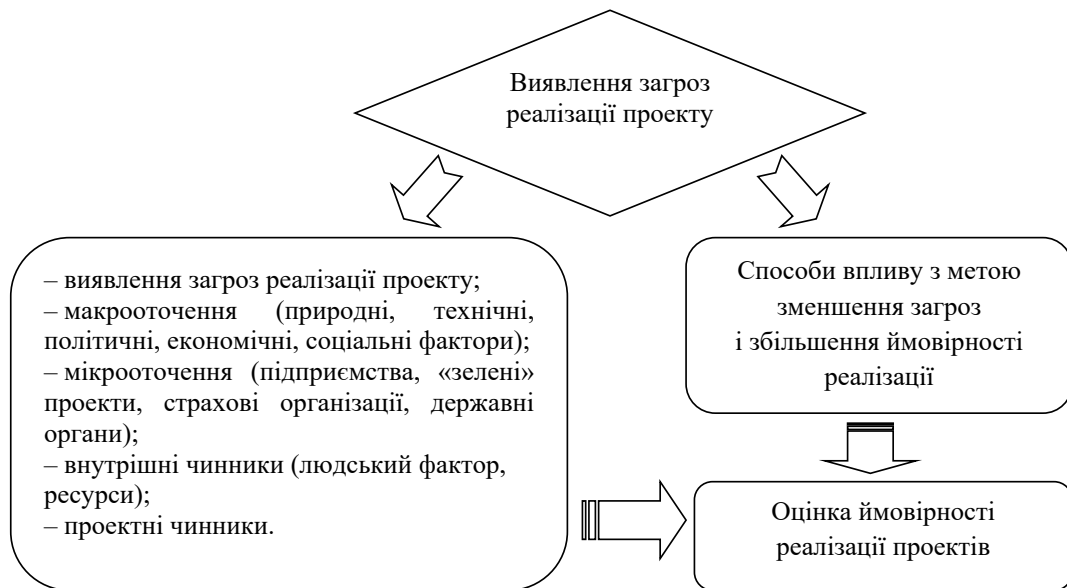 Виявлення загроз
реалізації проекту
– виявлення загроз реалізації проекту;
– макрооточення (природні, технічні,
політичні, економічні, соціальні фактори);
– мікрооточення (підприємства, «зелені»
проекти, страхові організації, державні
органи);
– внутрішні чинники (людський фактор,
ресурси);
– проектні чинники.
Способи впливу з метою
зменшення загроз
і збільшення ймовірності
реалізації
Оцінка ймовірності
реалізації проектів